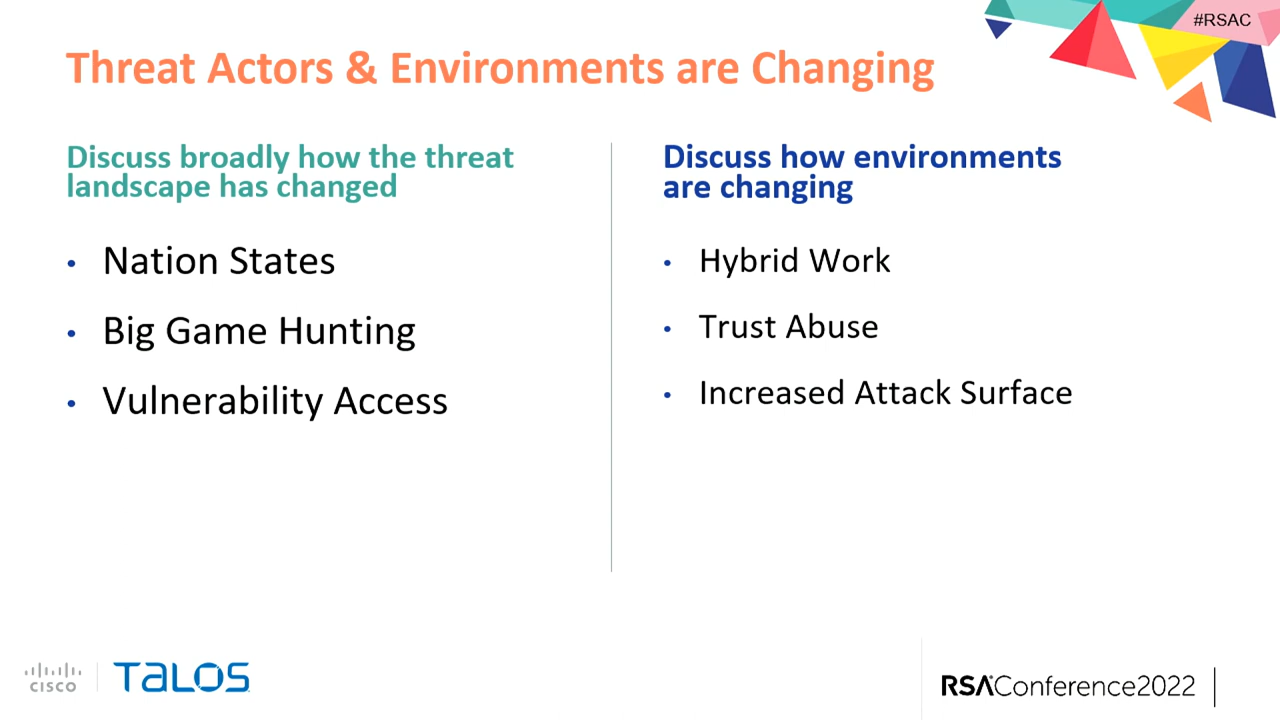 #RSAC
Threat Actors & Environments are Changing
Discuss broadly how the threat
landscape has changed
• Nation States
• Big Game Hunting
• Vulnerability Access
Discuss how environments
are changing
• Hybrid Work
• Trust Abuse
• Increased Attack Surface
CISCO
TALOS
RSAConference2022